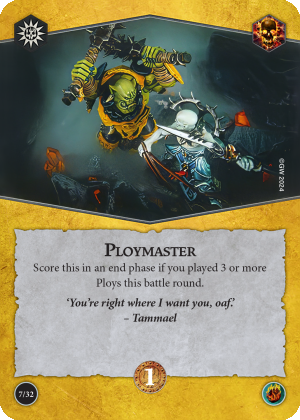 ©GW 2024
PLOYMASTER
Score this in an end phase if you played 3 or more
Ploys this battle round.
‘You’re right where I want you, oaf.’
– Tammael
1
7/32